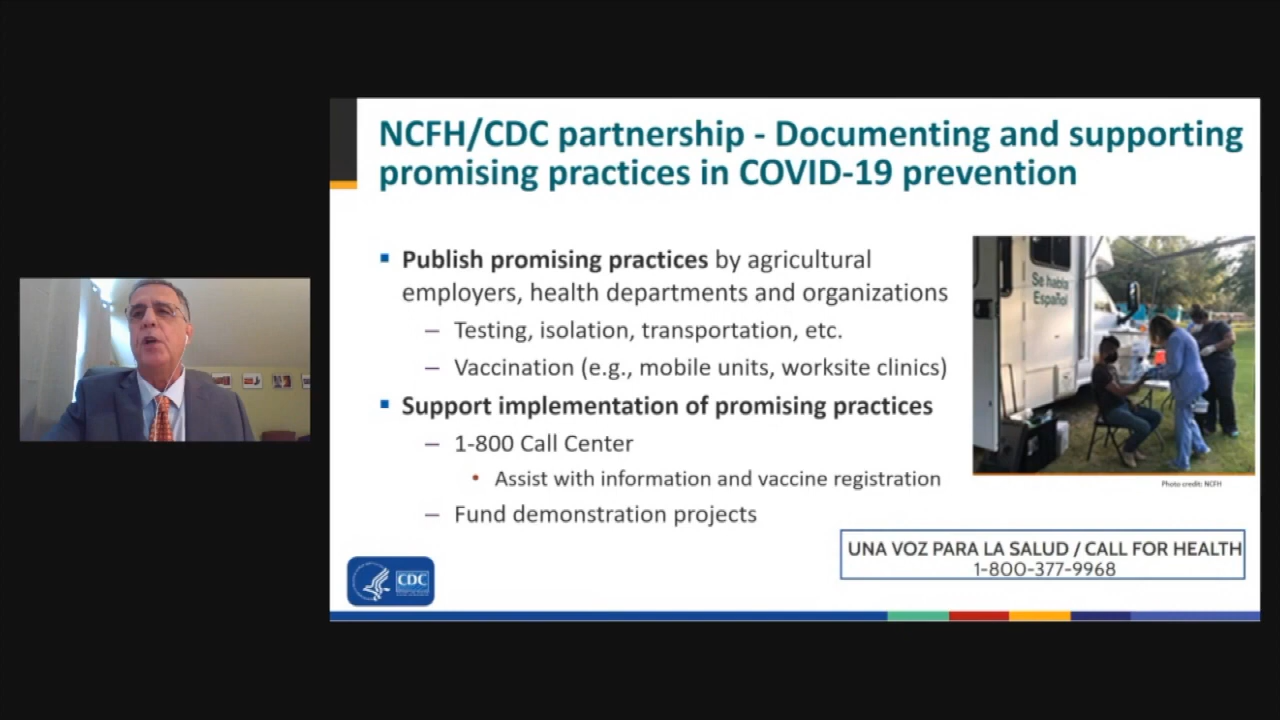 NCFH/CDC partnership - Documenting and supporting
promising practices in COVID-19 prevention
▪ Publish promising practices by agricultural
employers, health departments and organizations
– Testing, isolation, transportation, etc.
– Vaccination (e.g., mobile units, worksite clinics)
▪ Support implementation of promising practices
– 1-800 Call Center
• Assist with information and vaccine registration
– Fund demonstration projects
Se habla
Español
Photo credit: NCFH
UNA VOZ PARA LA SALUD / CALL FOR HEALTH
1-800-377-9968
CDC